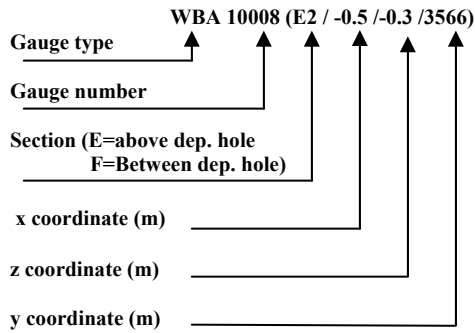 WBA 10008 (E2 / -0.5 /-0.3 /3566)
Gauge type
Gauge number
Section (E=above dep. hole
F=Between dep. hole)
x coordinate (m)
z coordinate (m)
y coordinate (m)